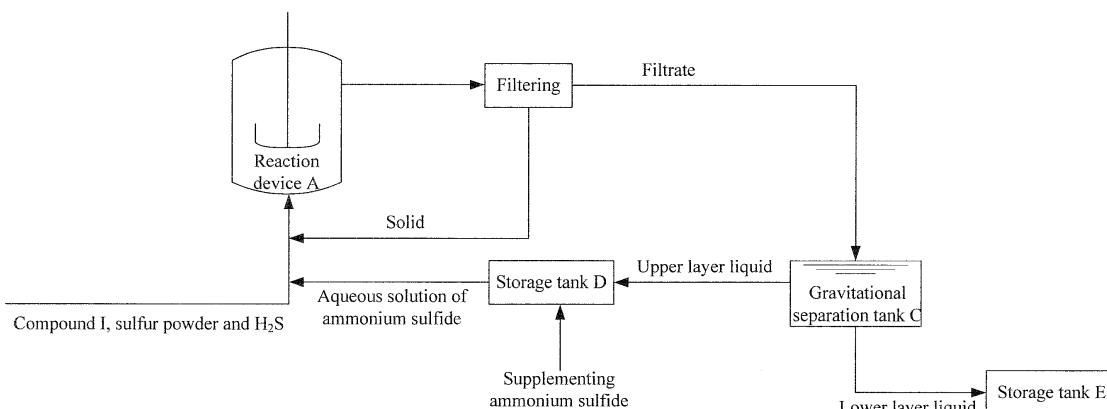 Filtrate
Filtering
Reaction
device A
Solid
Upper layer liquid
Storage tank D
Gravitational
separation tank C
Aqueous solution of
ammonium sulfide
Compound I, sulfur powder and H₂S
Supplementing
ammonium sulfide
Storage tank E
Lower layer liquid